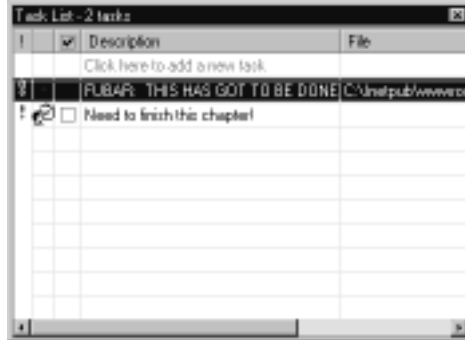 Task List - 2 tasks
! Description File
Click here to add a new task
FUBAR: THIS HAS GOT TO BE DONE C:\Inetpub\wwwro
! Need to finish this chapter!